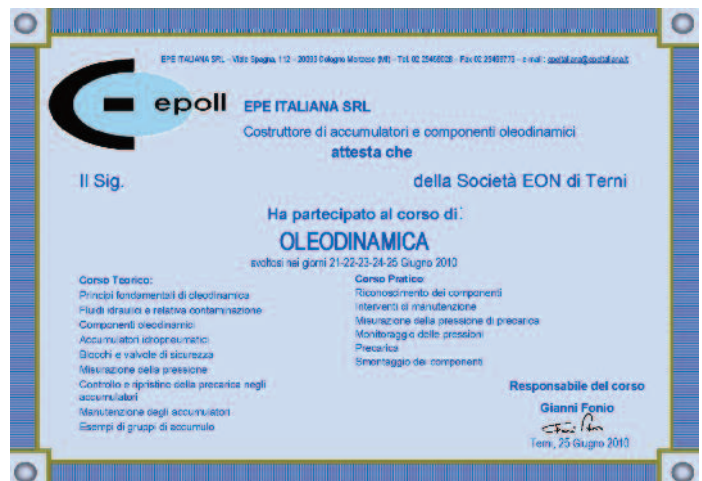 EPE ITALIANA SRL - Viale Spagna, 112 - 20093 Cologno Monzese (MI) - Tel. 02 - Fax 02 - e-mail: epeitaliana@epeitaliana.it
epoll
EPE ITALIANA SRL
Costruttore di accumulatori e componenti oleodinamici
attesta che
Il Sig.
della Società EON di Terni
Ha partecipato al corso di:
OLEODINAMICA
svoltosi nei giorni 21-22-23-24-25 Giugno 2010
Corso Teorico:
Principi fondamentali di oleodinamica
Fluidi idraulici e relativa contaminazione
Componenti oleodinamici
Accumulatori idropneumatici
Blocchi e valvole di sicurezza
Misurazione della pressione
Controllo e ripristino della precarica negli
accumulatori
Manutenzione degli accumulatori
Esempi di gruppi di accumulo
Corso Pratico:
Riconoscimento dei componenti
Interventi di manutenzione
Misurazione della pressione di precarica
Monitoraggio delle pressioni
Precarica
Smontaggio dei componenti
Responsabile del corso
Gianni Fonio
Terni, 25 Giugno 2010